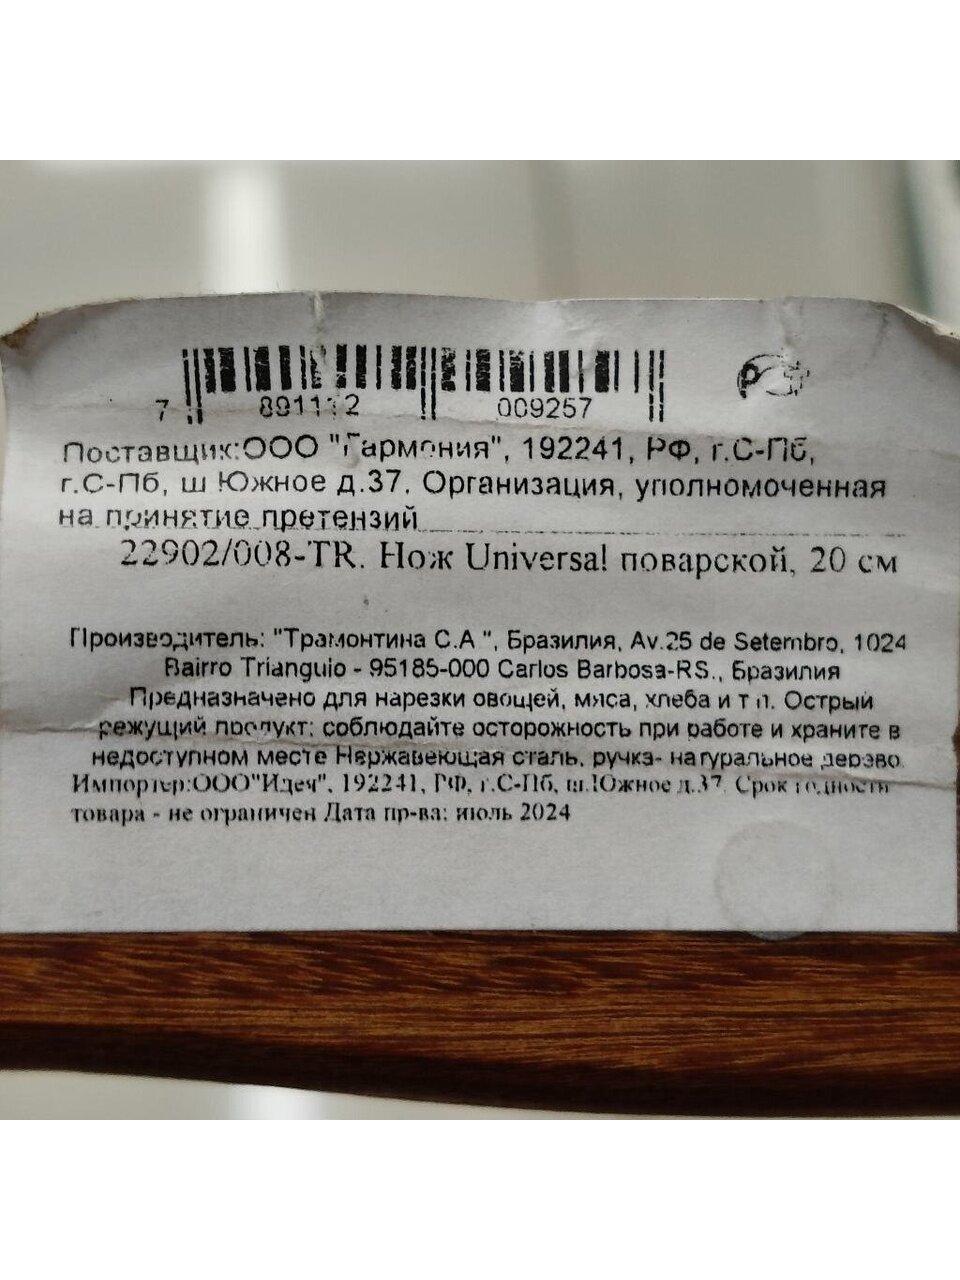 7 891112 009257
Поставщик:ООО "Гармония", 192241, РФ, г.С-Пб,
г.С-Пб, ш Южное д.37. Организация, уполномоченная
на принятие претензий
22902/008-TR. Нож Universal поварской, 20 см
Производитель: "Трамонтина С.А ", Бразилия, Av.25 de Setembro, 1024
Bairro Triangulo - 95185-000 Carlos Barbosa-RS., Бразилия
Предназначено для нарезки овощей, мяса, хлеба и т п. Острый
режущий продукт: соблюдайте осторожность при работе и храните в
недоступном месте Нержавеющая сталь, ручка- натуральное дерево
Импортер:ООО"Идея", 192241, РФ, г.С-Пб, ш.Южное д.37. Срок годности
товара - не ограничен Дата пр-ва: июль 2024